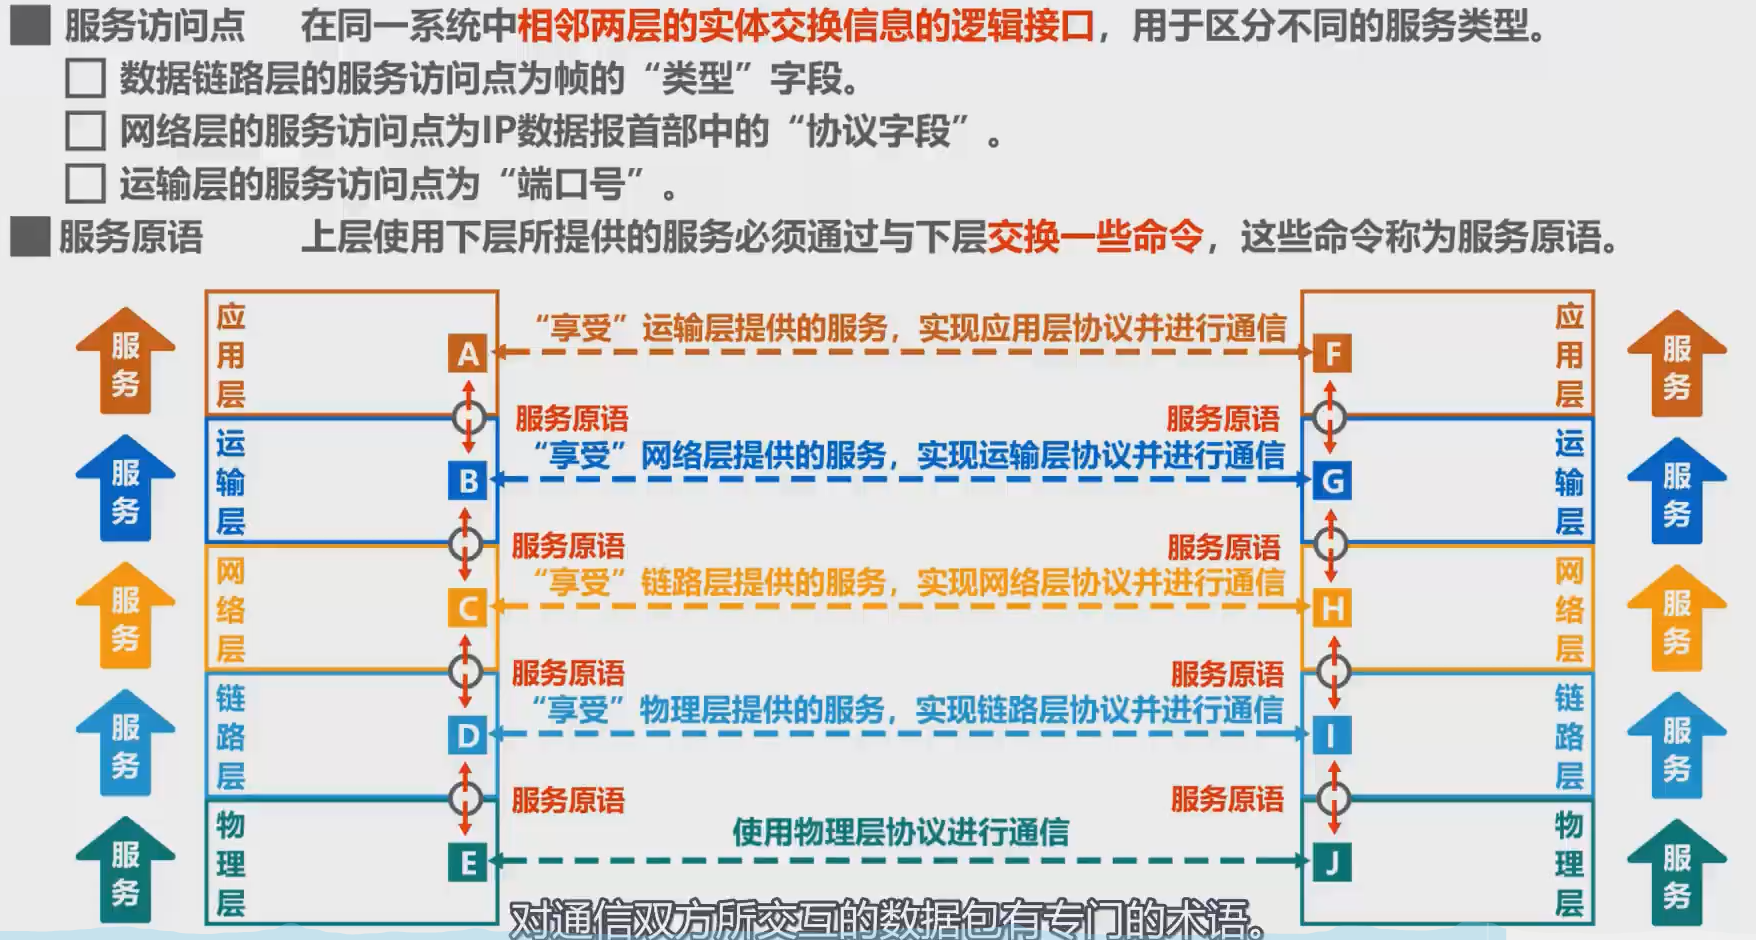 服务访问点 在同一系统中相邻两层的实体交换信息的逻辑接口，用于区分不同的服务类型。
数据链路层的服务访问点为帧的“类型”字段。
网络层的服务访问点为IP数据报首部中的“协议字段”。
运输层的服务访问点为“端口号”。
服务原语 上层使用下层所提供的服务必须通过与下层交换一些命令，这些命令称为服务原语。
服务
应用层
A
“享受”运输层提供的服务，实现应用层协议并进行通信
F
应用层
服务
服务原语
服务原语
服务
运输层
B
“享受”网络层提供的服务，实现运输层协议并进行通信
G
运输层
服务
服务原语
服务原语
服务
网络层
C
“享受”链路层提供的服务，实现网络层协议并进行通信
H
网络层
服务
服务原语
服务原语
服务
链路层
D
“享受”物理层提供的服务，实现链路层协议并进行通信
I
链路层
服务
服务原语
服务原语
服务
物理层
E
使用物理层协议进行通信
J
物理层
服务
对通信双方所交互的数据包有专门的术语。